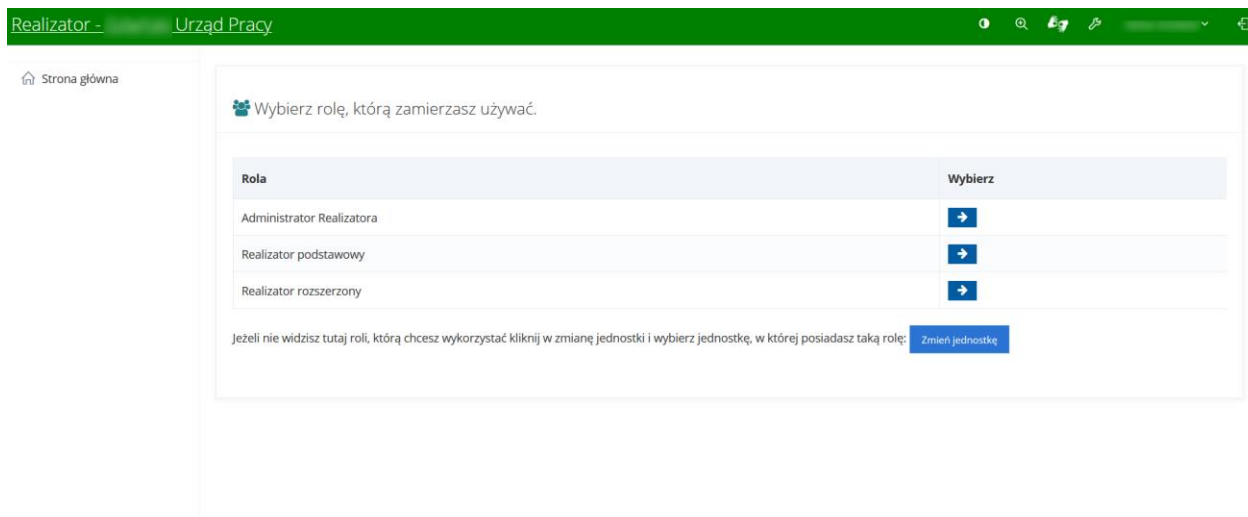 Realizator - Urząd Pracy
Strona główna
Wybierz rolę, którą zamierzasz używać.
Rola Wybierz
Administrator Realizatora
Realizator podstawowy
Realizator rozszerzony
Jeżeli nie widzisz tutaj roli, którą chcesz wykorzystać kliknij w zmianę jednostki i wybierz jednostkę, w której posiadasz taką rolę: Zmień jednostkę